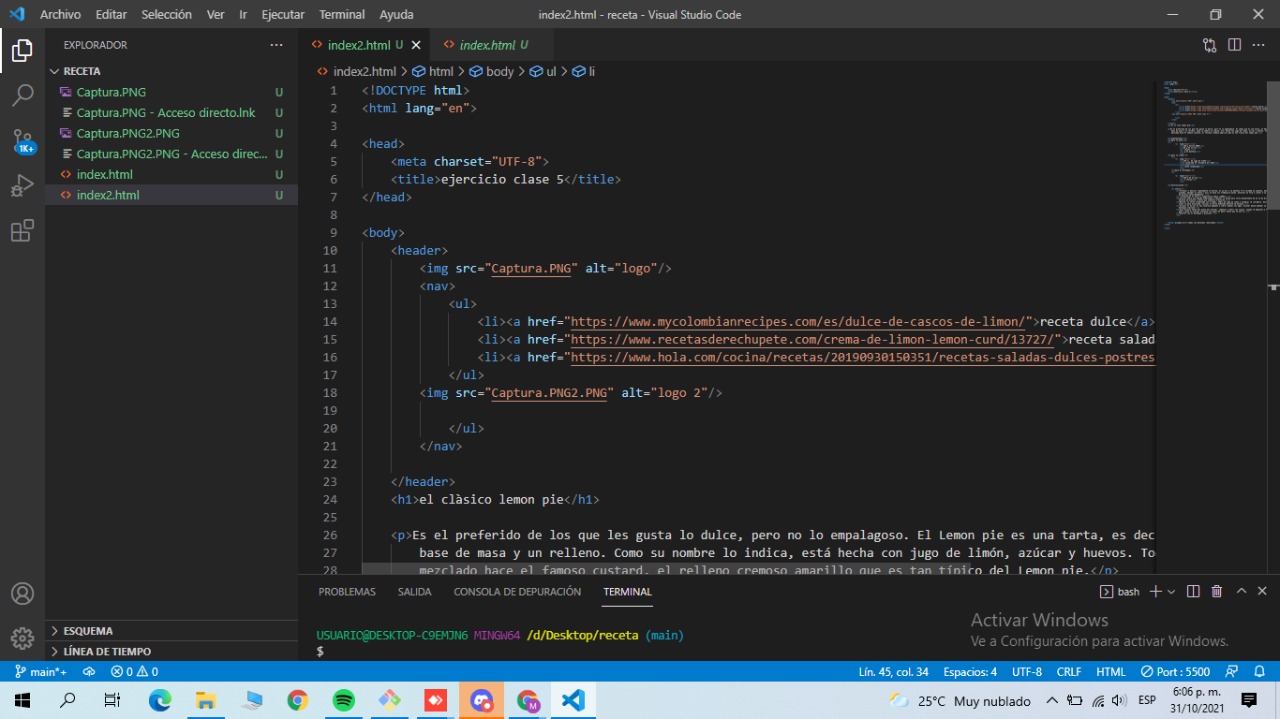 Archivo Editar Selección Ver Ir Ejecutar Terminal Ayuda
index2.html - receta - Visual Studio Code
EXPLORADOR
RECETA
Captura.PNG U
Captura.PNG - Acceso directo.lnk U
Captura.PNG2.PNG U
Captura.PNG2.PNG - Acceso direc... U
index.html U
index2.html U
1K+
ESQUEMA
LÍNEA DE TIEMPO
index2.html U index.html U
index2.html > html > body > ul > li
1 <!DOCTYPE html>
2 <html lang="en">
3
4 <head>
5 <meta charset="UTF-8">
6 <title>ejercicio clase 5</title>
7 </head>
8
9 <body>
10 <header>
11 <img src="Captura.PNG" alt="logo"/>
12 <nav>
13 <ul>
14 <li><a href="https://www.mycolombianrecipes.com/es/dulce-de-cascos-de-limon/">receta dulce</a>
15 <li><a href="https://www.recetasderechupete.com/crema-de-limon-lemon-curd/13727/">receta salad
16 <li><a href="https://www.hola.com/cocina/recetas/20190930150351/recetas-saladas-dulces-postres
17 </ul>
18 <img src="Captura.PNG2.PNG" alt="logo 2"/>
19
20 </ul>
21 </nav>
22
23 </header>
24 <h1>el clàsico lemon pie</h1>
25
26 <p>Es el preferido de los que les gusta lo dulce, pero no lo empalagoso. El Lemon pie es una tarta, es dec
27 base de masa y un relleno. Como su nombre lo indica, está hecha con jugo de limón, azúcar y huevos. To
28 mezclado hace el famoso custard, el relleno cremoso amarillo que es tan típico del Lemon pie.</p>
PROBLEMAS SALIDA CONSOLA DE DEPURACIÓN TERMINAL
bash
USUARIO@DESKTOP-C9EMJN6 MINGW64 /d/Desktop/receta (main)
$
Activar Windows
Ve a Configuración para activar Windows.
main*+ 0 0
Lín. 45, col. 34 Espacios: 4 UTF-8 CRLF HTML Port : 5500
M
25°C Muy nublado ESP 6:06 p. m.
31/10/2021